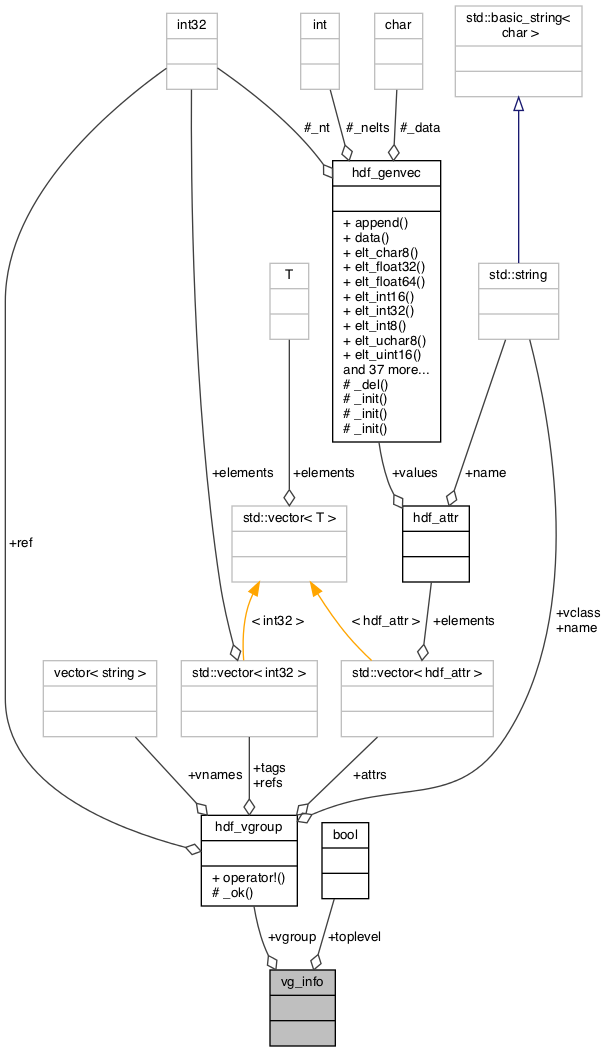 int32
int
char
std::basic_string<
char >
#_nt
#_nelts
#_data
hdf_genvec
+ append()
+ data()
+ elt_char8()
+ elt_float32()
+ elt_float64()
+ elt_int16()
+ elt_int32()
+ elt_int8()
+ elt_uchar8()
+ elt_uint16()
and 37 more...
# _del()
# _init()
# _init()
# _init()
T
std::string
+elements
+elements
+values
+name
std::vector< T >
hdf_attr
+ref
< int32 >
< hdf_attr >
+elements
+vclass
+name
vector< string >
std::vector< int32 >
std::vector< hdf_attr >
+vnames
+tags
+refs
+attrs
hdf_vgroup
+ operator!()
# _ok()
bool
+vgroup
+toplevel
vg_info